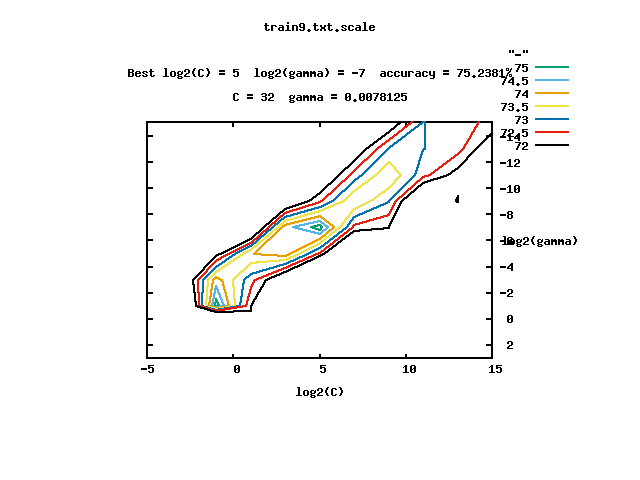 train9.txt.scale
"-"
Best log2(C) = 5  log2(gamma) = -7  accuracy = 75.2381%
75
74.5
74
C = 32  gamma = 0.0078125
73.5
73
72.5
72
-14
-12
-10
-8
-6
log2(gamma)
-4
-2
0
2
-5 0 5 10 15
log2(C)